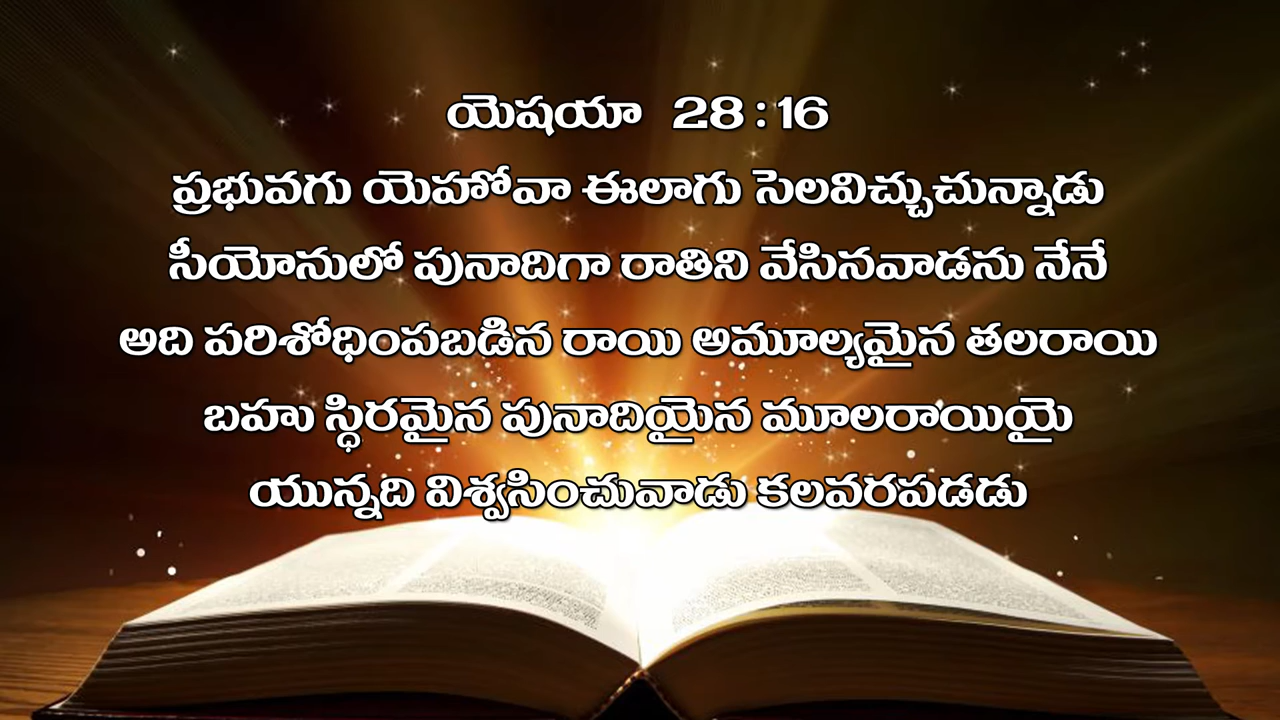 యెషయా 28 : 16
ప్రభువగు యెహోవా ఈలాగు సెలవిచ్చుచున్నాడు
సీయోనులో పునాదిగా రాతిని వేసినవాడను నేనే
అది పరిశోధింపబడిన రాయి అమూల్యమైన తలరాయి
బహు స్థిరమైన పునాదియైన మూలరాయియై
యున్నది విశ్వసించువాడు కలవరపడడు